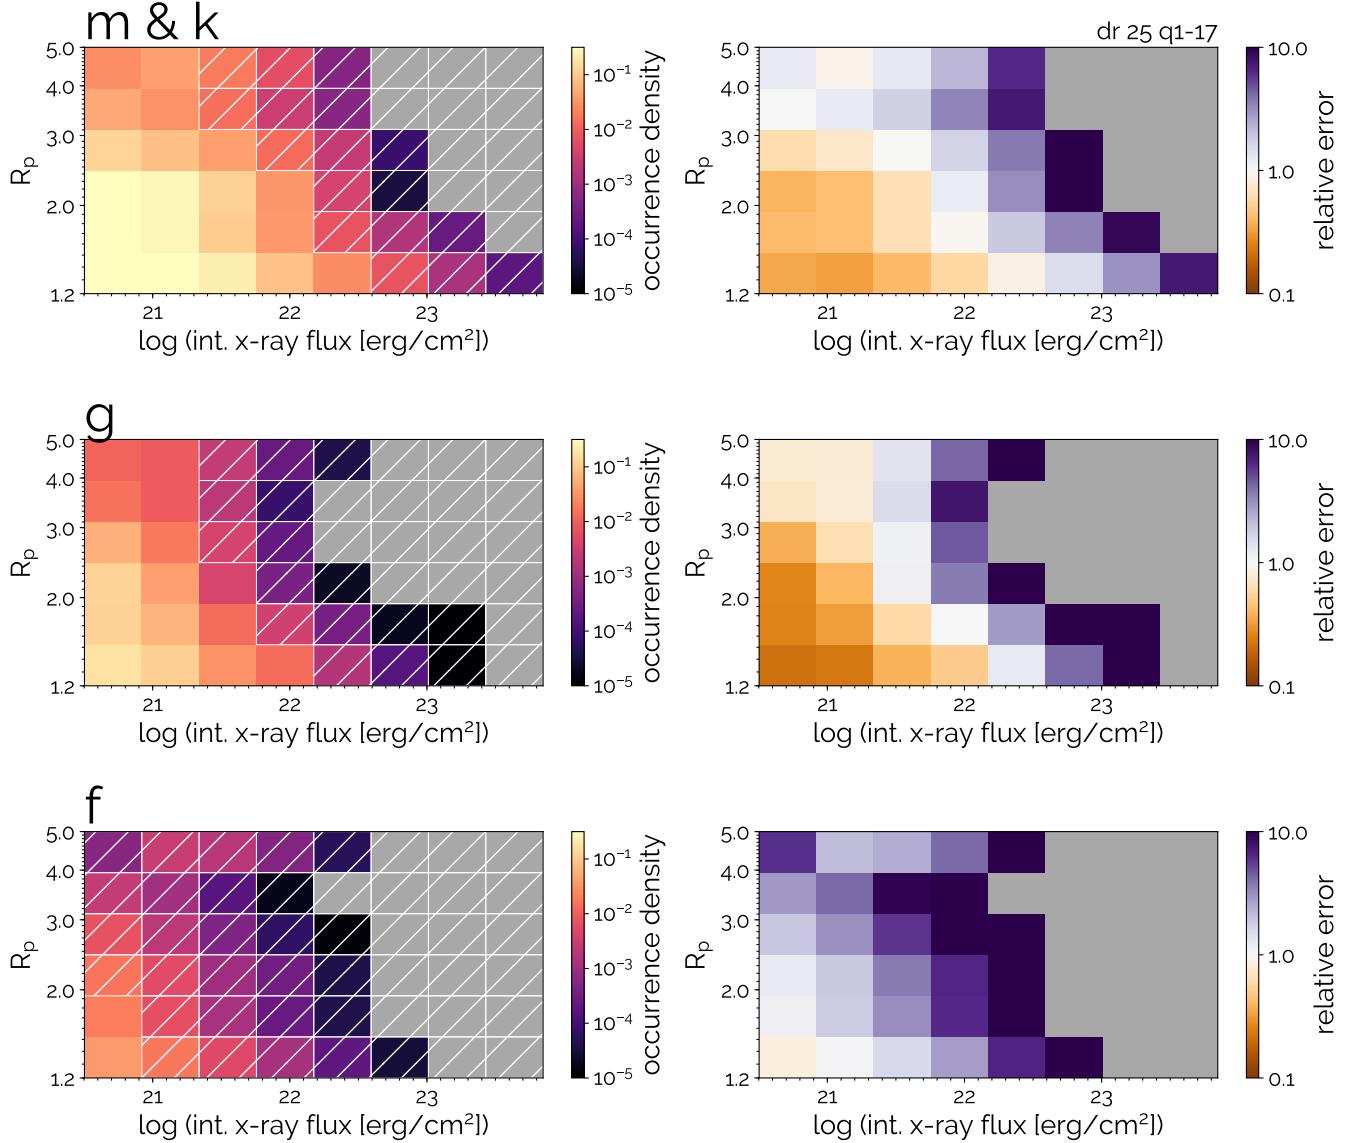 m & k
dr 25 q1-17
5.0
4.0
3.0
2.0
1.2
Rp
21 22 23
log (int. x-ray flux [erg/cm²])
10⁻¹
10⁻²
10⁻³
10⁻⁴
10⁻⁵
occurrence density
5.0
4.0
3.0
2.0
1.2
Rp
21 22 23
log (int. x-ray flux [erg/cm²])
10.0
1.0
0.1
relative error
g
5.0
4.0
3.0
2.0
1.2
Rp
21 22 23
log (int. x-ray flux [erg/cm²])
10⁻¹
10⁻²
10⁻³
10⁻⁴
10⁻⁵
occurrence density
5.0
4.0
3.0
2.0
1.2
Rp
21 22 23
log (int. x-ray flux [erg/cm²])
10.0
1.0
0.1
relative error
f
5.0
4.0
3.0
2.0
1.2
Rp
21 22 23
log (int. x-ray flux [erg/cm²])
10⁻¹
10⁻²
10⁻³
10⁻⁴
10⁻⁵
occurrence density
5.0
4.0
3.0
2.0
1.2
Rp
21 22 23
log (int. x-ray flux [erg/cm²])
10.0
1.0
0.1
relative error